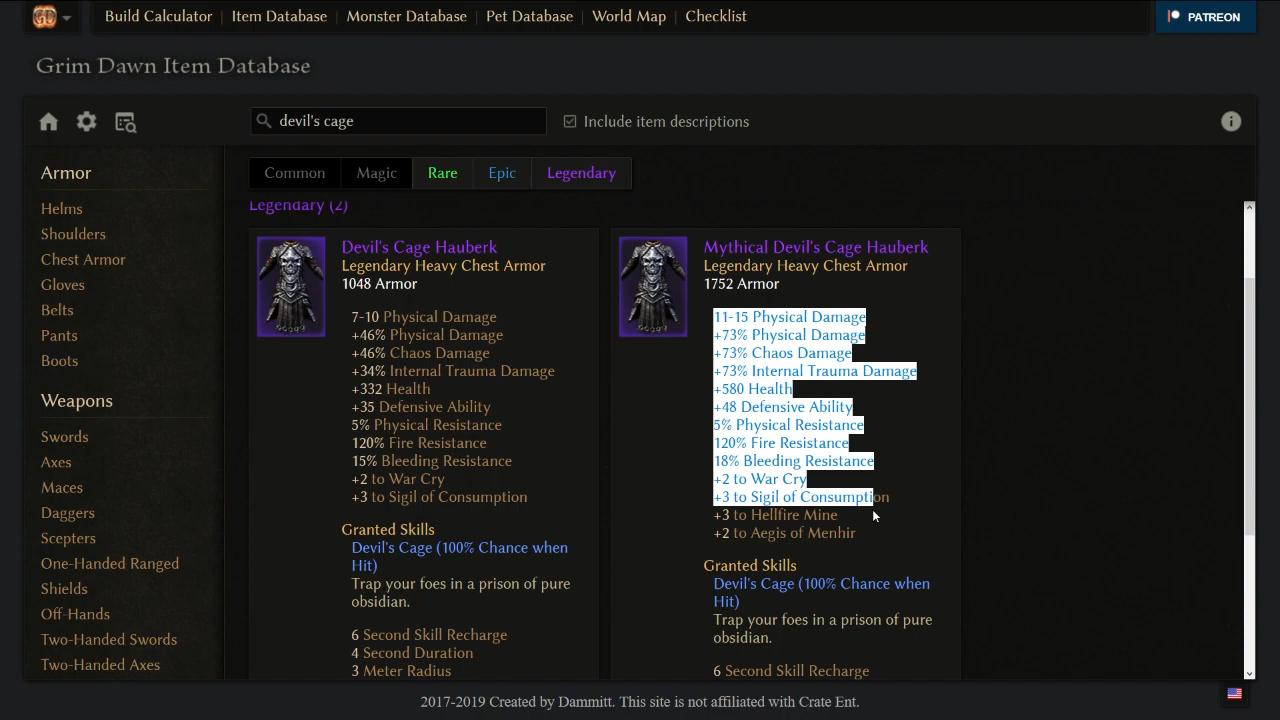 Build Calculator
Item Database
Monster Database
Pet Database
World Map
Checklist
PATREON
Grim Dawn Item Database
devil's cage
Include item descriptions
Armor
Helms
Shoulders
Chest Armor
Gloves
Belts
Pants
Boots
Weapons
Swords
Axes
Maces
Daggers
Scepters
One-Handed Ranged
Shields
Off-Hands
Two-Handed Swords
Two-Handed Axes
Common
Magic
Rare
Epic
Legendary
Legendary (2)
Devil's Cage Hauberk
Legendary Heavy Chest Armor
1048 Armor
7-10 Physical Damage
+46% Physical Damage
+46% Chaos Damage
+34% Internal Trauma Damage
+332 Health
+35 Defensive Ability
5% Physical Resistance
120% Fire Resistance
15% Bleeding Resistance
+2 to War Cry
+3 to Sigil of Consumption
Granted Skills
Devil's Cage (100% Chance when
Hit)
Trap your foes in a prison of pure
obsidian.
6 Second Skill Recharge
4 Second Duration
3 Meter Radius
Mythical Devil's Cage Hauberk
Legendary Heavy Chest Armor
1752 Armor
11-15 Physical Damage
+73% Physical Damage
+73% Chaos Damage
+73% Internal Trauma Damage
+580 Health
+48 Defensive Ability
5% Physical Resistance
120% Fire Resistance
18% Bleeding Resistance
+2 to War Cry
+3 to Sigil of Consumption
+3 to Hellfire Mine
+2 to Aegis of Menhir
Granted Skills
Devil's Cage (100% Chance when
Hit)
Trap your foes in a prison of pure
obsidian.
6 Second Skill Recharge
2017-2019 Created by Dammitt. This site is not affiliated with Crate Ent.